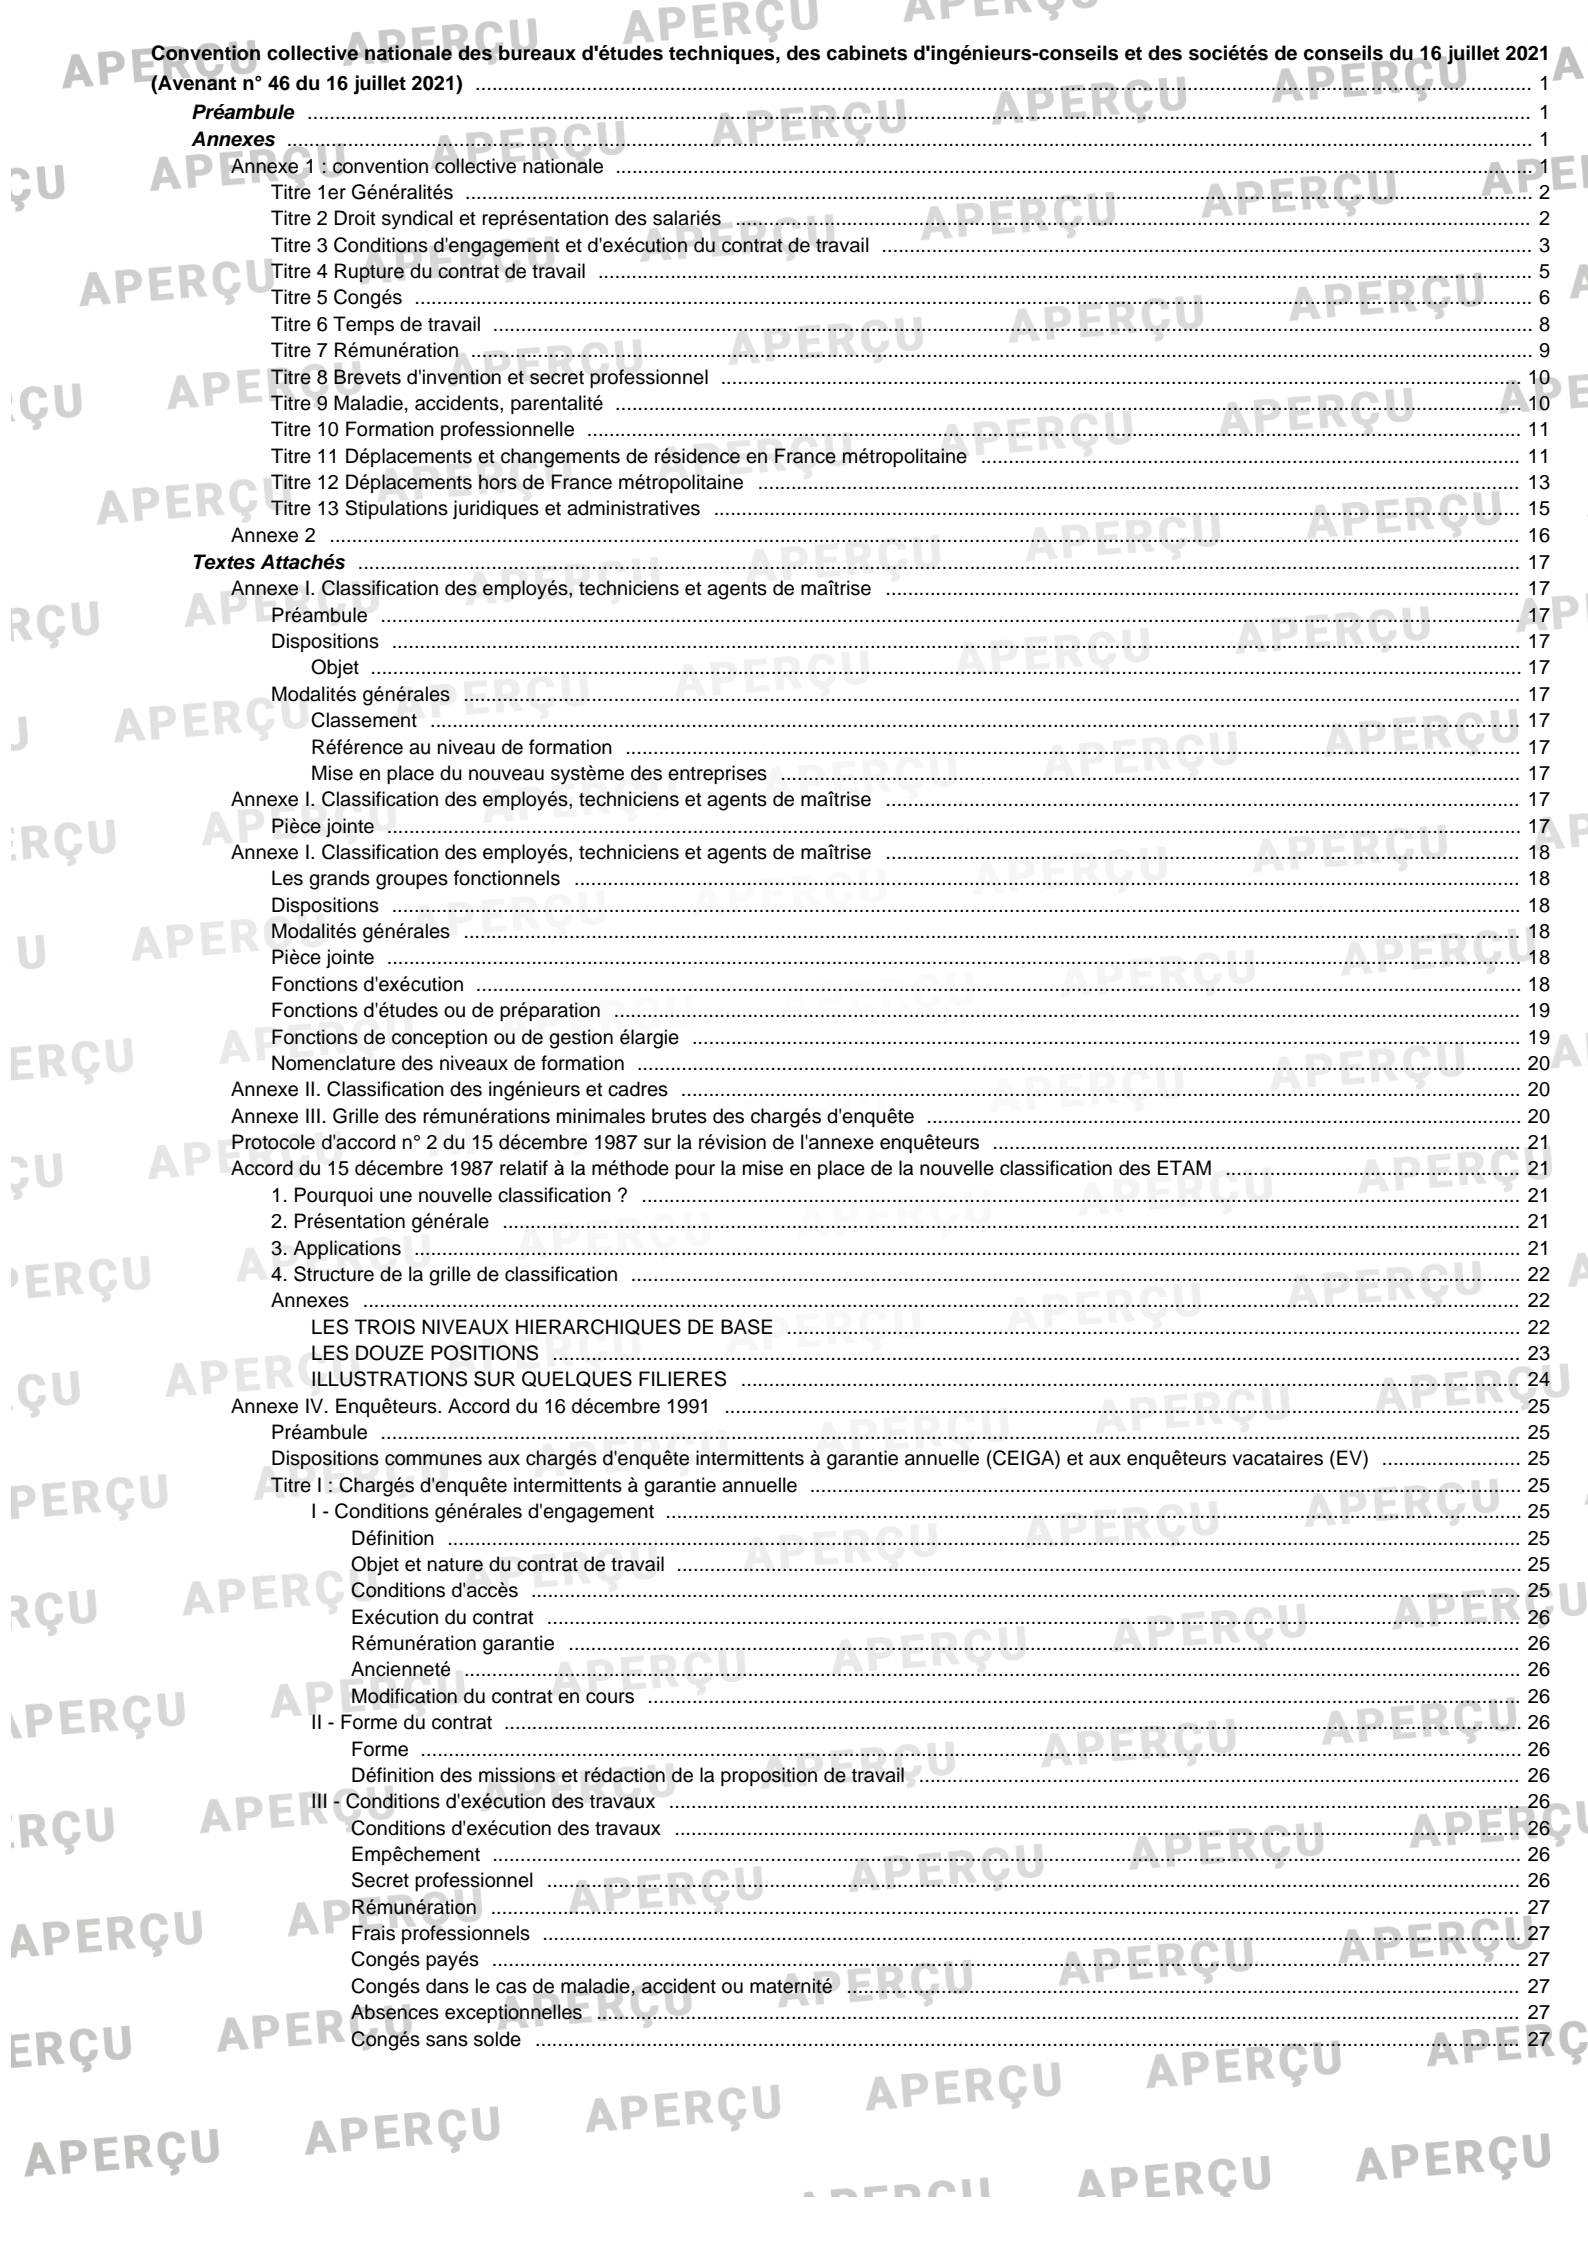 Convention collective nationale des bureaux d'études techniques, des cabinets d'ingénieurs-conseils et des sociétés de conseils du 16 juillet 2021
(Avenant n° 46 du 16 juillet 2021) 1
Préambule 1
Annexes 1
Annexe 1 : convention collective nationale 1
Titre 1er Généralités 2
Titre 2 Droit syndical et représentation des salariés 2
Titre 3 Conditions d'engagement et d'exécution du contrat de travail 3
Titre 4 Rupture du contrat de travail 5
Titre 5 Congés 6
Titre 6 Temps de travail 8
Titre 7 Rémunération 9
Titre 8 Brevets d'invention et secret professionnel 10
Titre 9 Maladie, accidents, parentalité 10
Titre 10 Formation professionnelle 11
Titre 11 Déplacements et changements de résidence en France métropolitaine 11
Titre 12 Déplacements hors de France métropolitaine 13
Titre 13 Stipulations juridiques et administratives 15
Annexe 2 16
Textes Attachés 17
Annexe I. Classification des employés, techniciens et agents de maîtrise 17
Préambule 17
Dispositions 17
Objet 17
Modalités générales 17
Classement 17
Référence au niveau de formation 17
Mise en place du nouveau système des entreprises 17
Annexe I. Classification des employés, techniciens et agents de maîtrise 17
Pièce jointe 17
Annexe I. Classification des employés, techniciens et agents de maîtrise 18
Les grands groupes fonctionnels 18
Dispositions 18
Modalités générales 18
Pièce jointe 18
Fonctions d'exécution 18
Fonctions d'études ou de préparation 19
Fonctions de conception ou de gestion élargie 19
Nomenclature des niveaux de formation 20
Annexe II. Classification des ingénieurs et cadres 20
Annexe III. Grille des rémunérations minimales brutes des chargés d'enquête 20
Protocole d'accord n° 2 du 15 décembre 1987 sur la révision de l'annexe enquêteurs 21
Accord du 15 décembre 1987 relatif à la méthode pour la mise en place de la nouvelle classification des ETAM 21
1. Pourquoi une nouvelle classification ? 21
2. Présentation générale 21
3. Applications 21
4. Structure de la grille de classification 22
Annexes 22
LES TROIS NIVEAUX HIERARCHIQUES DE BASE 22
LES DOUZE POSITIONS 23
ILLUSTRATIONS SUR QUELQUES FILIERES 24
Annexe IV. Enquêteurs. Accord du 16 décembre 1991 25
Préambule 25
Dispositions communes aux chargés d'enquête intermittents à garantie annuelle (CEIGA) et aux enquêteurs vacataires (EV) 25
Titre I : Chargés d'enquête intermittents à garantie annuelle 25
I - Conditions générales d'engagement 25
Définition 25
Objet et nature du contrat de travail 25
Conditions d'accès 25
Exécution du contrat 26
Rémunération garantie 26
Ancienneté 26
Modification du contrat en cours 26
II - Forme du contrat 26
Forme 26
Définition des missions et rédaction de la proposition de travail 26
III - Conditions d'exécution des travaux 26
Conditions d'exécution des travaux 26
Empêchement 26
Secret professionnel 26
Rémunération 27
Frais professionnels 27
Congés payés 27
Congés dans le cas de maladie, accident ou maternité 27
Absences exceptionnelles 27
Congés sans solde 27
APERÇU